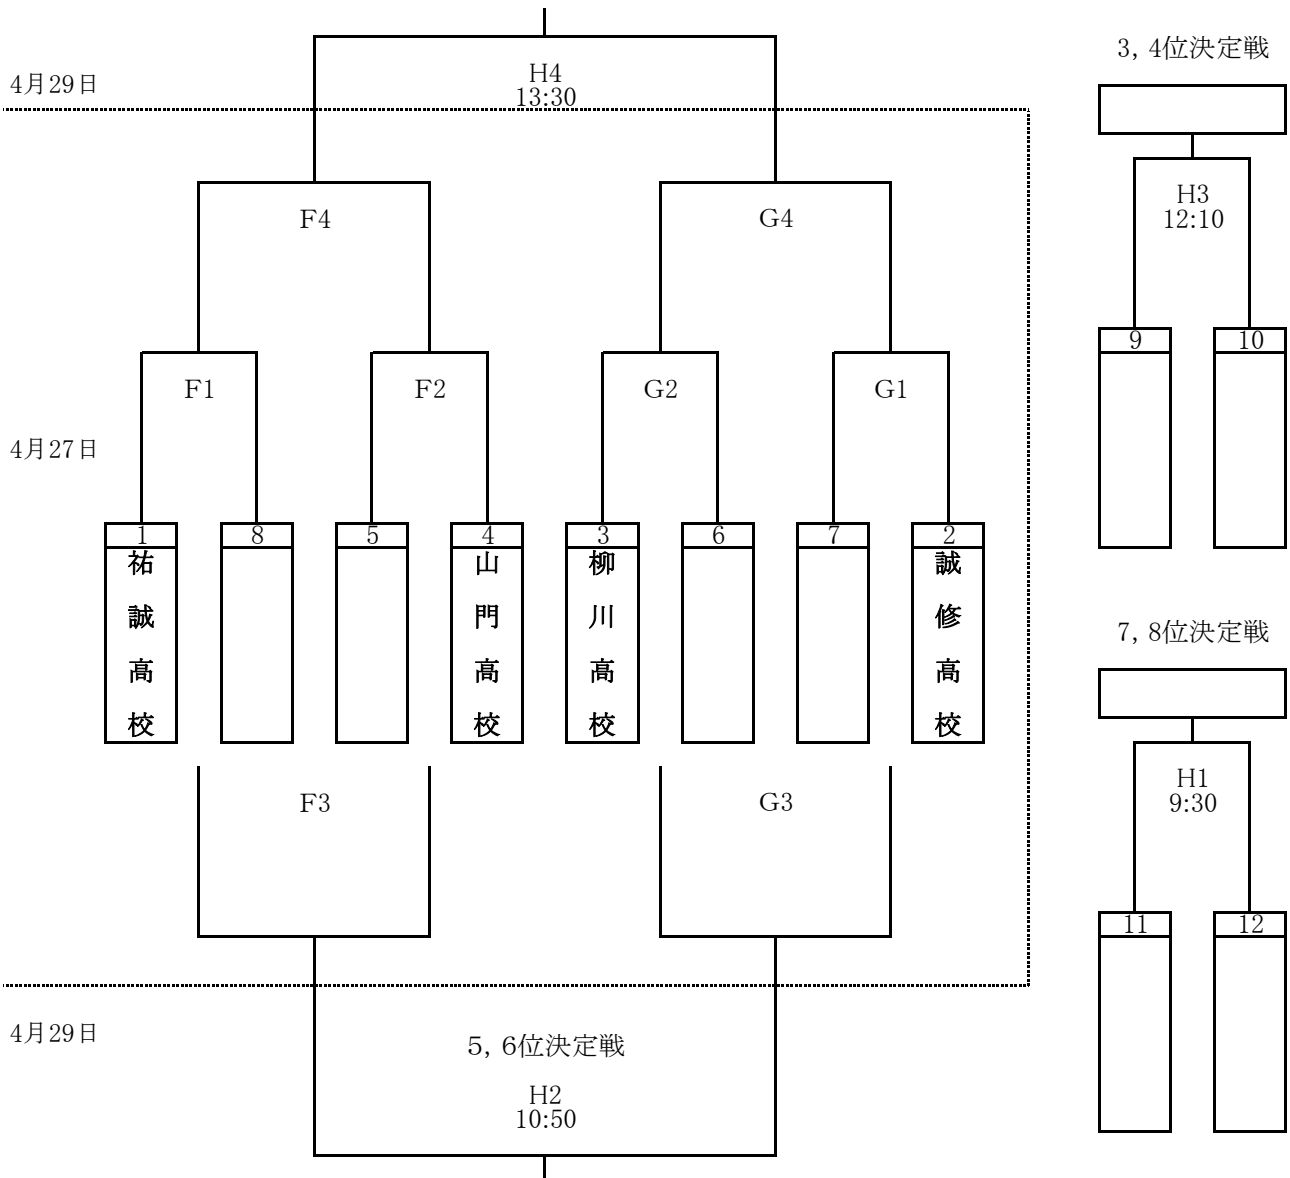 4月29日
H4
13:30
3, 4位決定戦
H3
12:10
F4
G4
F1
F2
G2
G1
9
10
4月27日
1
8
5
4
3
6
7
2
祐誠高校
山門高校
柳川高校
誠修高校
7, 8位決定戦
H1
9:30
F3
G3
11
12
4月29日
5, 6位決定戦
H2
10:50